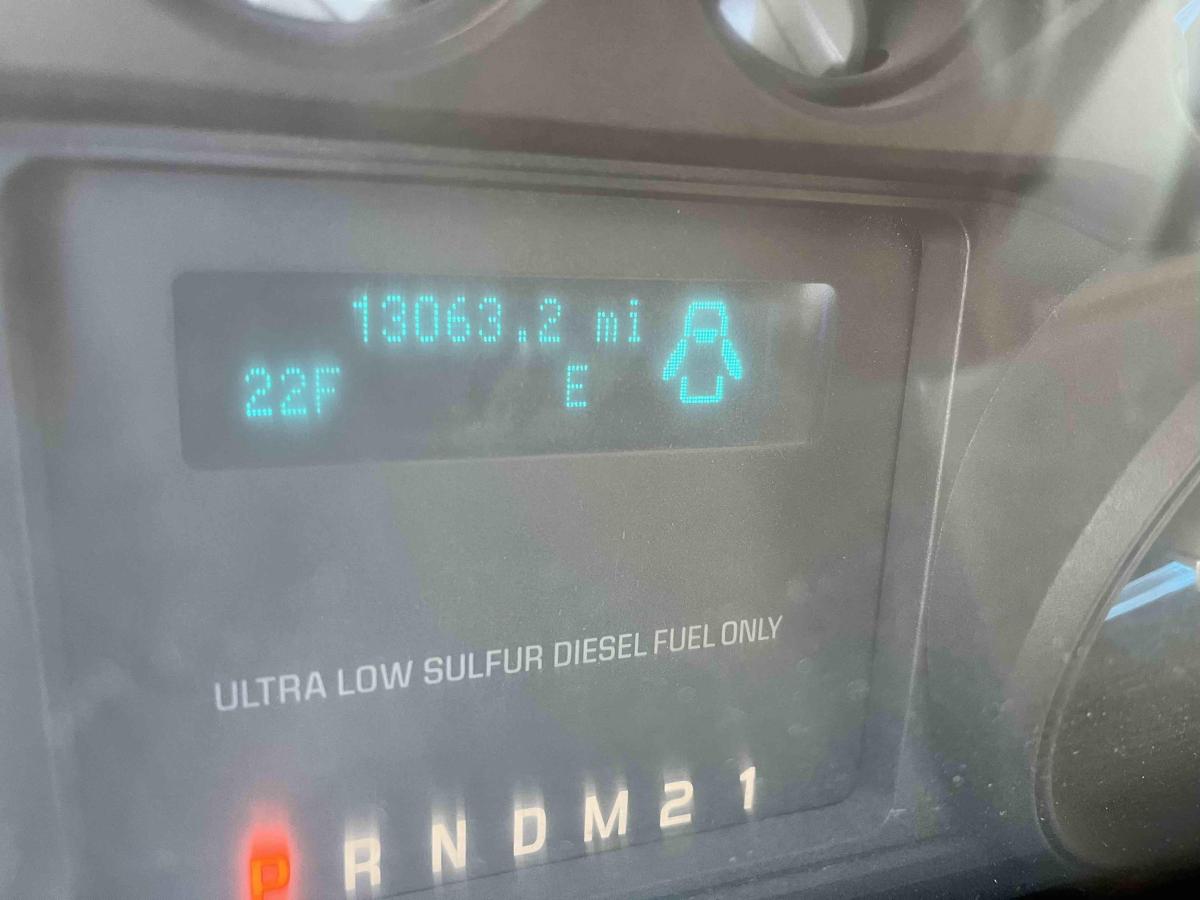 13063.2 mi
22F E
ULTRA LOW SULFUR DIESEL FUEL ONLY
P R N D M 2 1